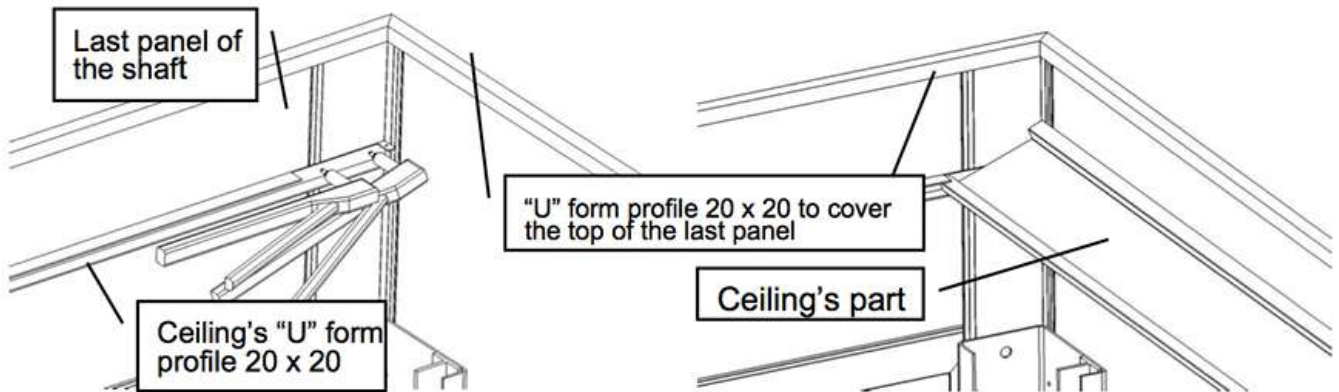 Last panel of
the shaft
"U" form profile 20 x 20 to cover
the top of the last panel
Ceiling's part
Ceiling's "U" form
profile 20 x 20